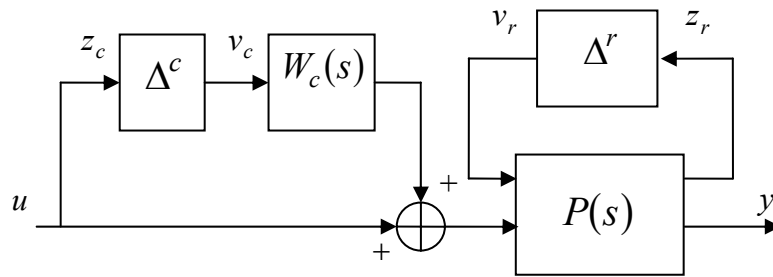 z_c v_c v_r z_r
Δ^c W_c(s) Δ^r
+
u P(s) y
+